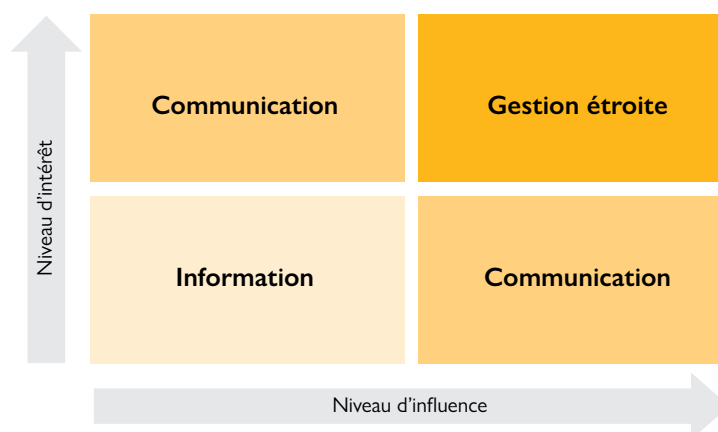 Communication
Gestion étroite
Niveau d’intérêt
Information
Communication
Niveau d’influence